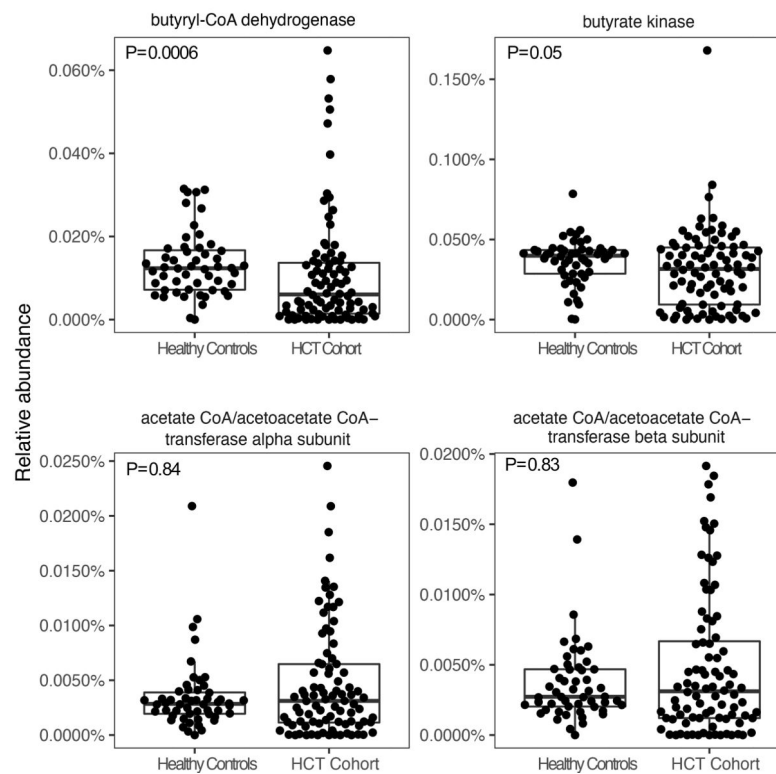 butyryl-CoA dehydrogenase
P=0.0006
0.060%
0.040%
0.020%
0.000%
Healthy Controls
HCT Cohort
butyrate kinase
P=0.05
0.150%
0.100%
0.050%
0.000%
Healthy Controls
HCT Cohort
Relative abundance
acetate CoA/acetoacetate CoA−
transferase alpha subunit
P=0.84
0.0250%
0.0200%
0.0150%
0.0100%
0.0050%
0.0000%
Healthy Controls
HCT Cohort
acetate CoA/acetoacetate CoA−
transferase beta subunit
P=0.83
0.0200%
0.0150%
0.0100%
0.0050%
0.0000%
Healthy Controls
HCT Cohort